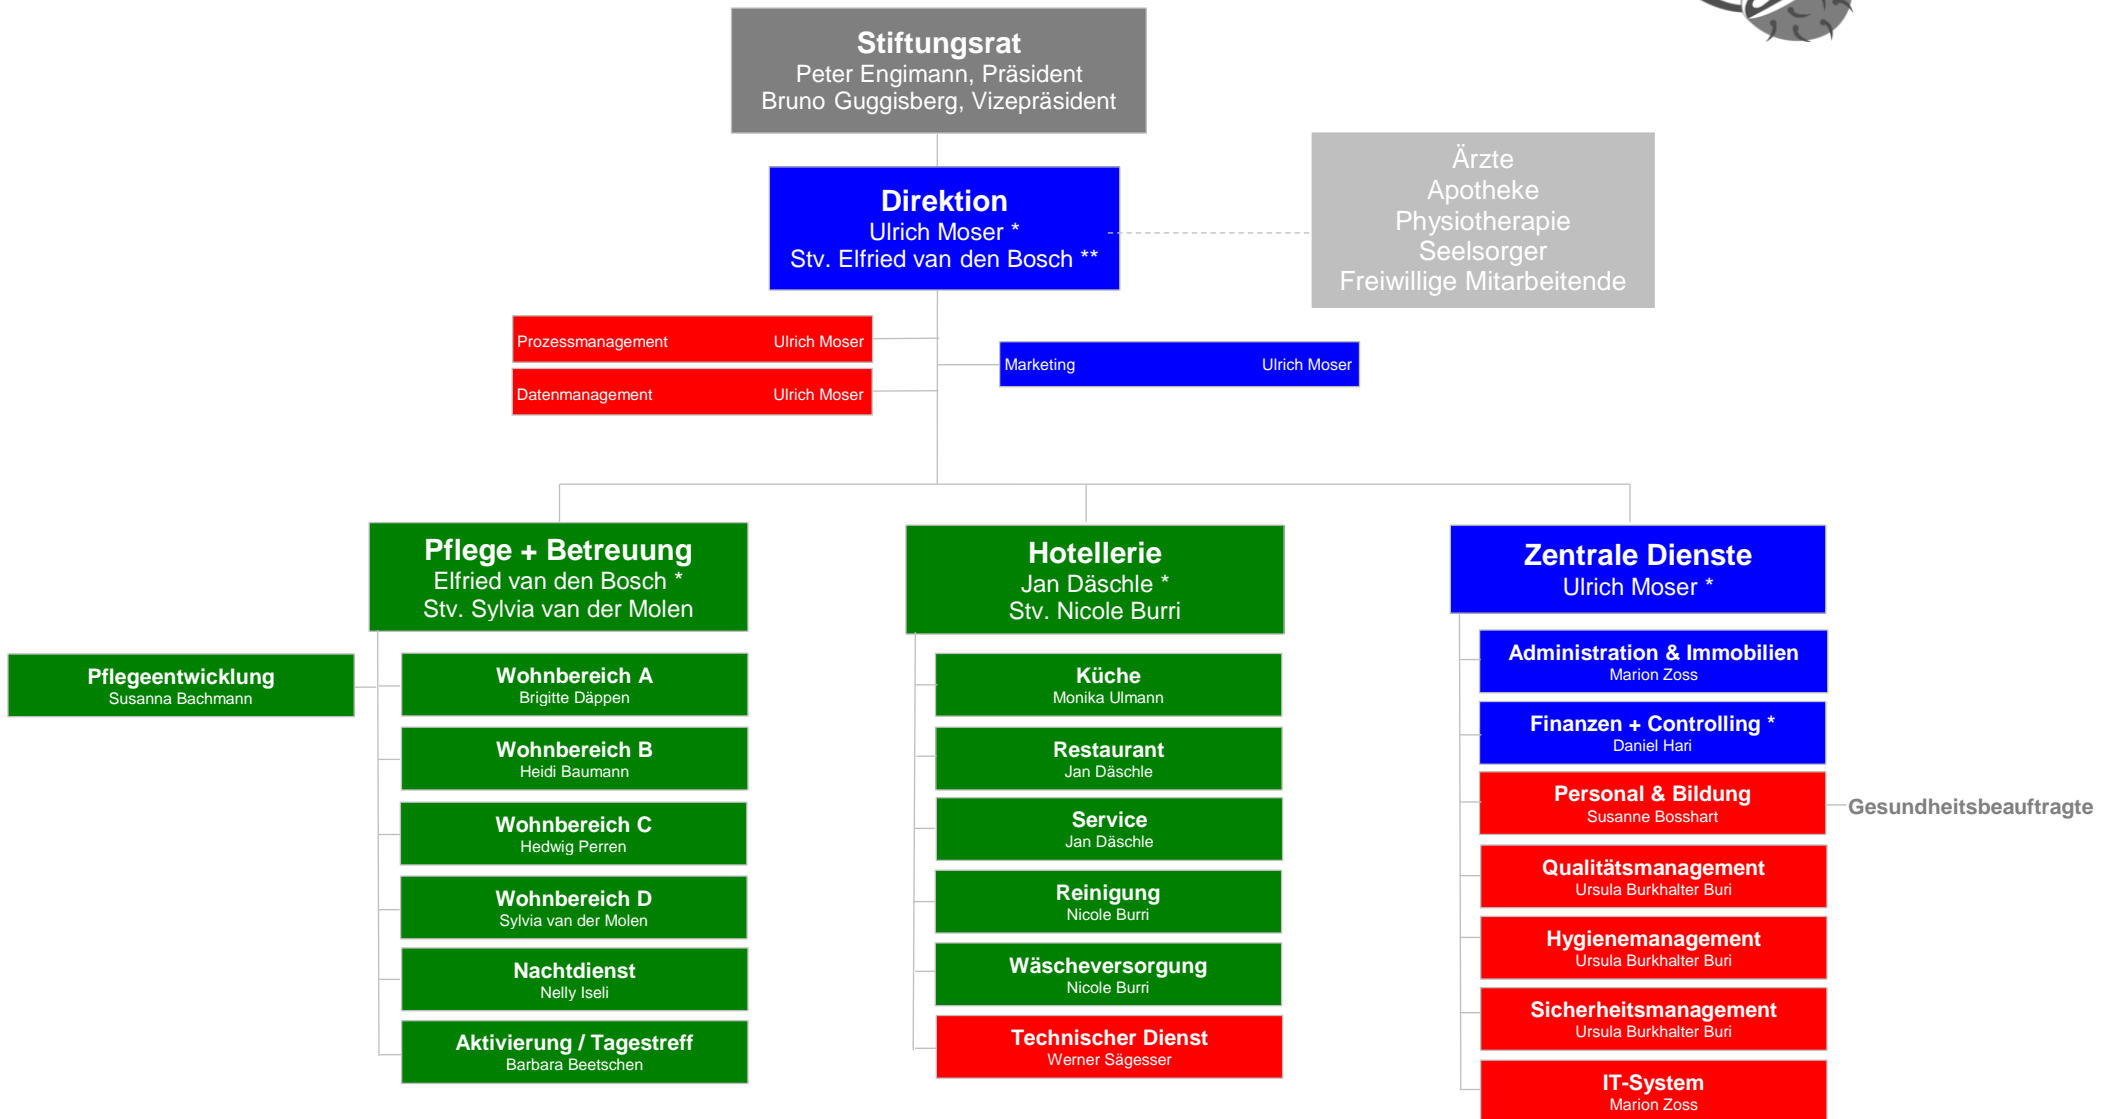 Stiftungsrat
Peter Engimann, Präsident
Bruno Guggisberg, Vizepräsident
Direktion
Ulrich Moser *
Stv. Elfried van den Bosch **
Ärzte
Apotheke
Physiotherapie
Seelsorger
Freiwillige Mitarbeitende
Prozessmanagement Ulrich Moser
Marketing Ulrich Moser
Datenmanagement Ulrich Moser
Pflege + Betreuung
Elfried van den Bosch *
Stv. Sylvia van der Molen
Pflegeentwicklung
Susanna Bachmann
Wohnbereich A
Brigitte Däppen
Wohnbereich B
Heidi Baumann
Wohnbereich C
Hedwig Perren
Wohnbereich D
Sylvia van der Molen
Nachtdienst
Nelly Iseli
Aktivierung / Tagestreff
Barbara Beetschen
Hotellerie
Jan Däschle *
Stv. Nicole Burri
Küche
Monika Ulmann
Restaurant
Jan Däschle
Service
Jan Däschle
Reinigung
Nicole Burri
Wäscheversorgung
Nicole Burri
Technischer Dienst
Werner Sägesser
Zentrale Dienste
Ulrich Moser *
Administration & Immobilien
Marion Zoss
Finanzen + Controlling *
Daniel Hari
Personal & Bildung
Susanne Bosshart
Gesundheitsbeauftragte
Qualitätsmanagement
Ursula Burkhalter Buri
Hygienemanagement
Ursula Burkhalter Buri
Sicherheitsmanagement
Ursula Burkhalter Buri
IT-System
Marion Zoss